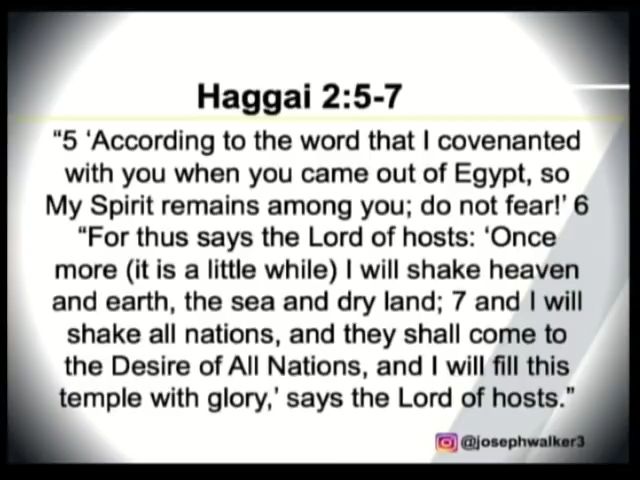 Haggai 2:5-7
“5 ‘According to the word that I covenanted
with you when you came out of Egypt, so
My Spirit remains among you; do not fear!’ 6
“For thus says the Lord of hosts: ‘Once
more (it is a little while) I will shake heaven
and earth, the sea and dry land; 7 and I will
shake all nations, and they shall come to
the Desire of All Nations, and I will fill this
temple with glory,’ says the Lord of hosts.”
@josephwalker3